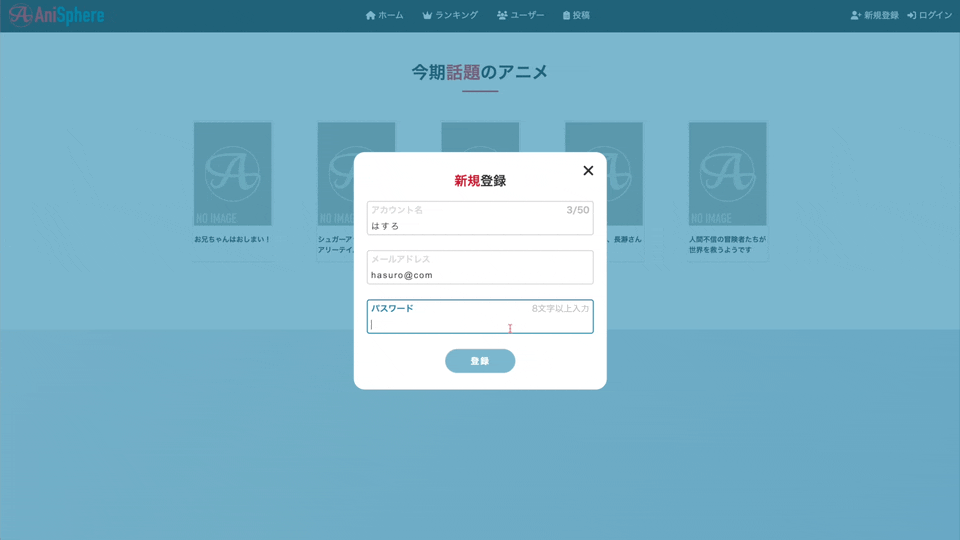 AniSphere
ホーム
ランキング
ユーザー
投稿
新規登録
ログイン
今期話題のアニメ
NO IMAGE
NO IMAGE
NO IMAGE
NO IMAGE
お兄ちゃんはおしまい！
シュガーア
アリーテイ
、長瀞さん
人間不信の冒険者たちが
世界を救うようです
新規登録
アカウント名
3/50
はすろ
メールアドレス
hasuro@com
パスワード
8文字以上入力
登録